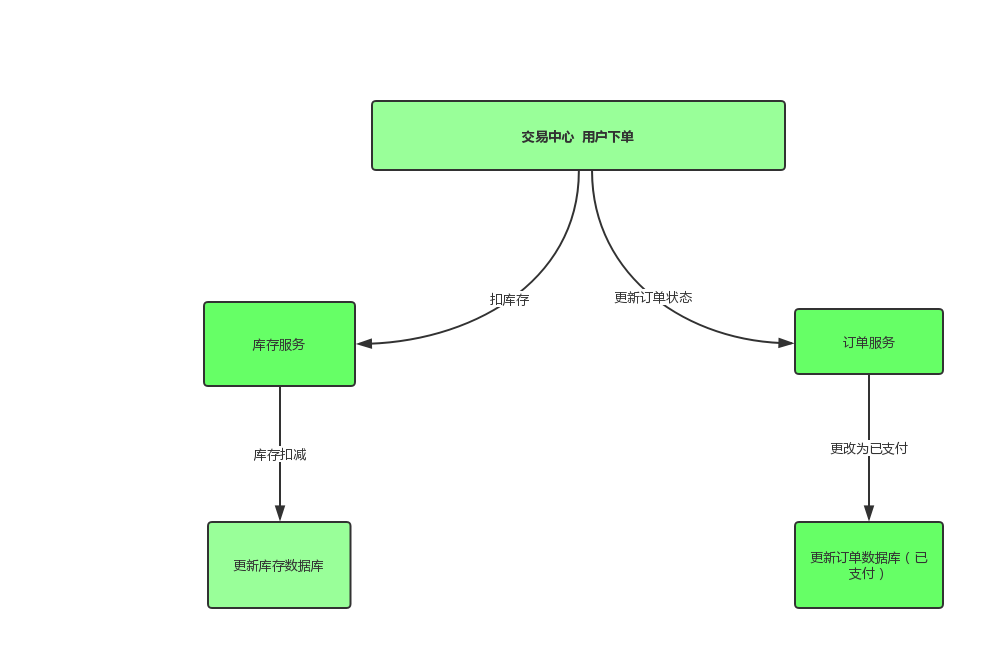 交易中心 用户下单
扣库存
更新订单状态
库存服务
订单服务
库存扣减
更改为已支付
更新库存数据库
更新订单数据库（已
支付）